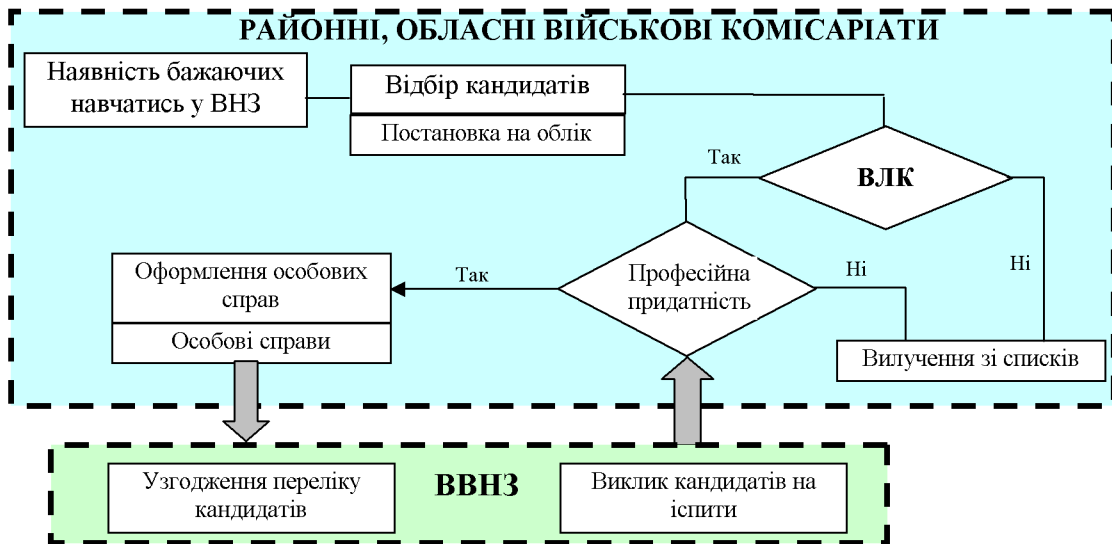 РАЙОННІ, ОБЛАСНІ ВІЙСЬКОВІ КОМІСАРІАТИ
Наявність бажаючих
навчатись у ВНЗ
Відбір кандидатів
Постановка на облік
Так
ВЛК
Ні
Оформлення особових
справ
Особові справи
Так
Професійна
придатність
Ні
Вилучення зі списків
Узгодження переліку
кандидатів
ВВНЗ
Виклик кандидатів на
іспити